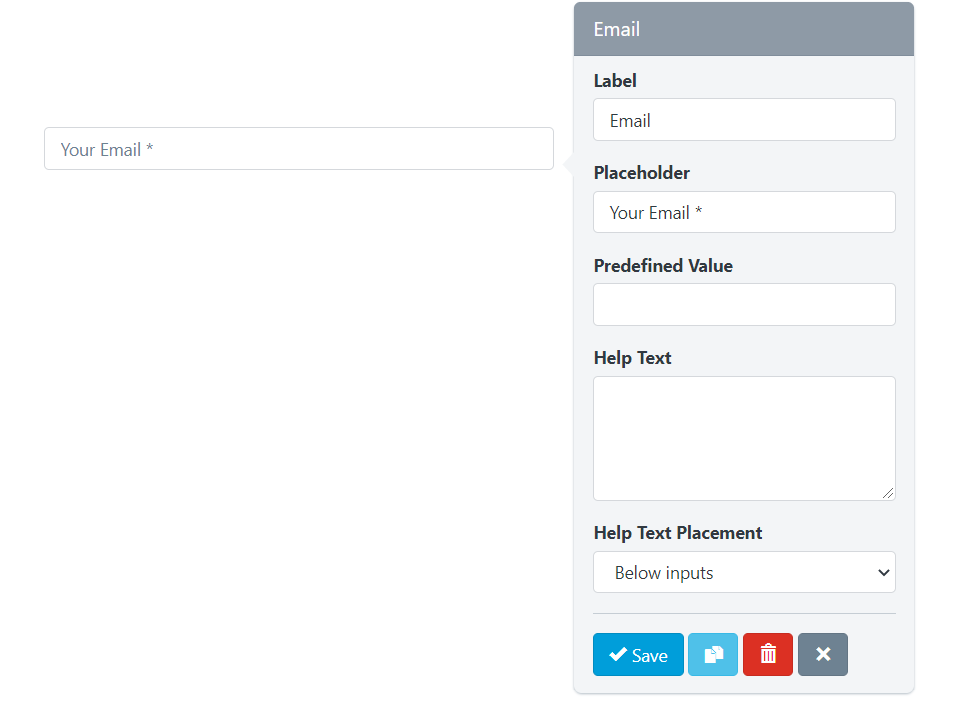 Email
Label
Email
Your Email *
Placeholder
Your Email *
Predefined Value
Help Text
Help Text Placement
Below inputs
Save